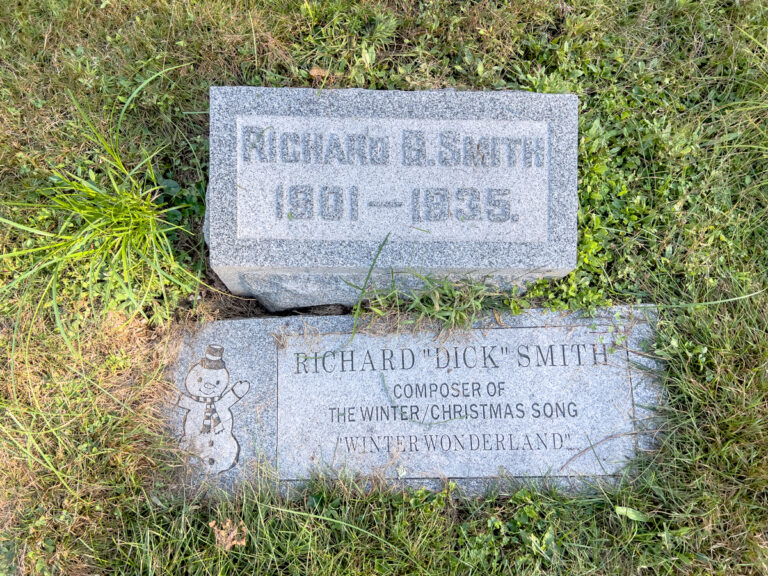 RICHARD B. SMITH
1901 — 1935.
RICHARD "DICK" SMITH
COMPOSER OF
THE WINTER/CHRISTMAS SONG
"WINTER WONDERLAND"